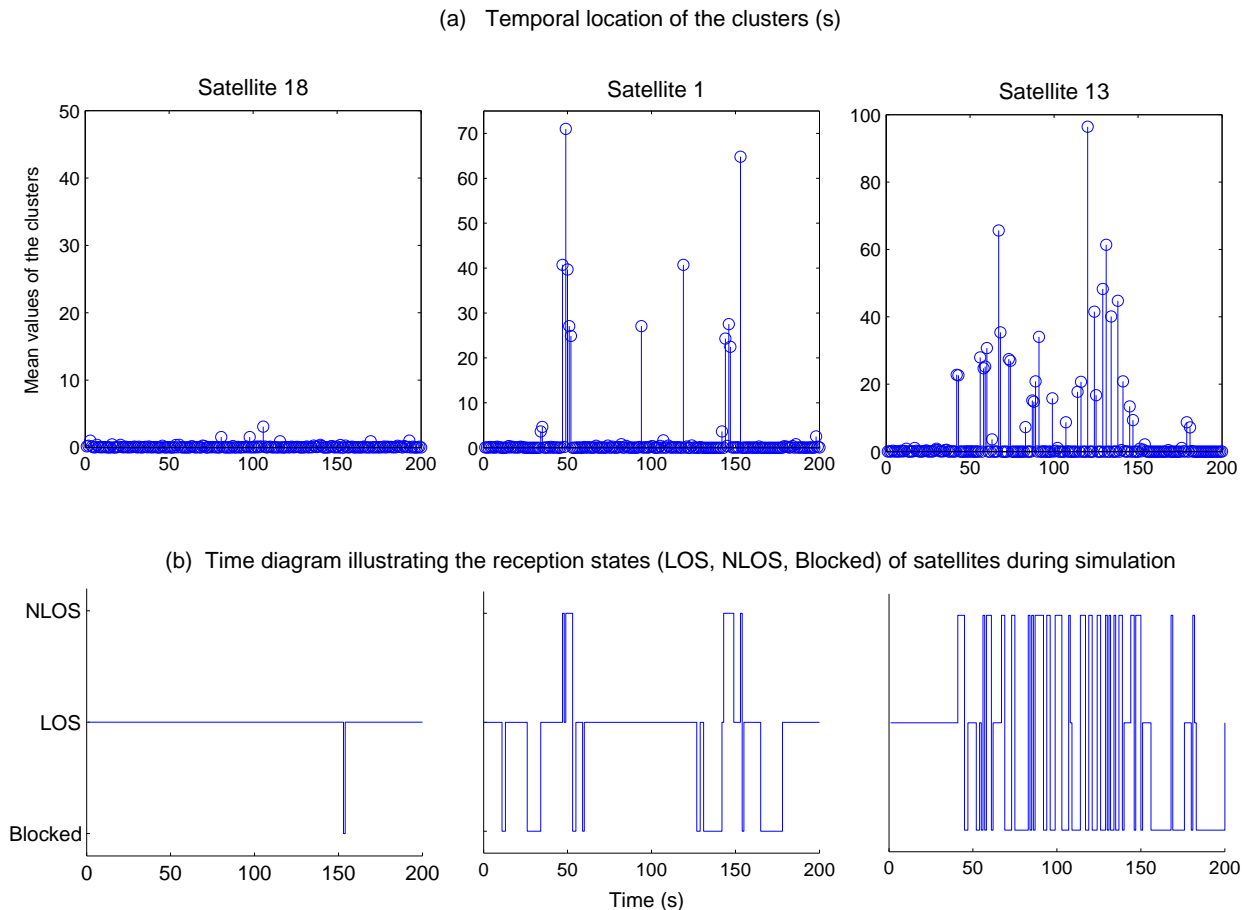 (a) Temporal location of the clusters (s)
Satellite 18
Satellite 1
Satellite 13
Mean values of the clusters
50
40
30
20
10
0
0 50 100 150 200
70
60
50
40
30
20
10
0
0 50 100 150 200
100
80
60
40
20
0
0 50 100 150 200
(b) Time diagram illustrating the reception states (LOS, NLOS, Blocked) of satellites during simulation
NLOS
LOS
Blocked
0 50 100 150 200
0 50 100 150 200
0 50 100 150 200
Time (s)